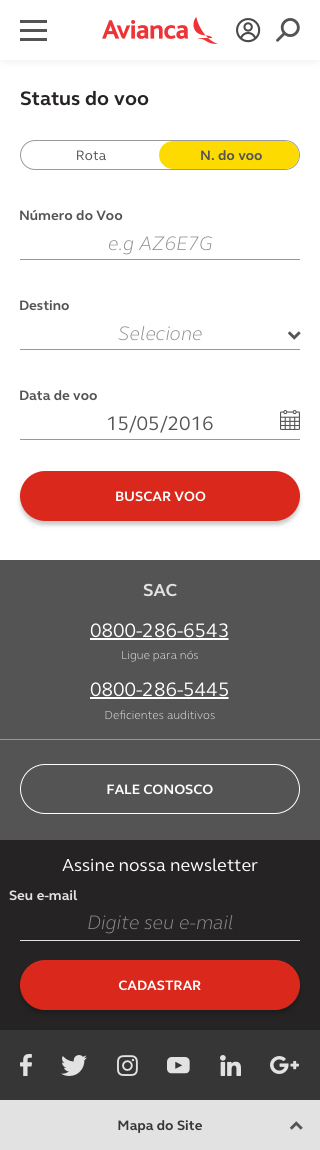 Avianca
Status do voo
Rota
N. do voo
Número do Voo
e.g AZ6E7G
Destino
Selecione
Data de voo
15/05/2016
BUSCAR VOO
SAC
0800-286-6543
Ligue para nós
0800-286-5445
Deficientes auditivos
FALE CONOSCO
Assine nossa newsletter
Seu e-mail
Digite seu e-mail
CADASTRAR
Mapa do Site